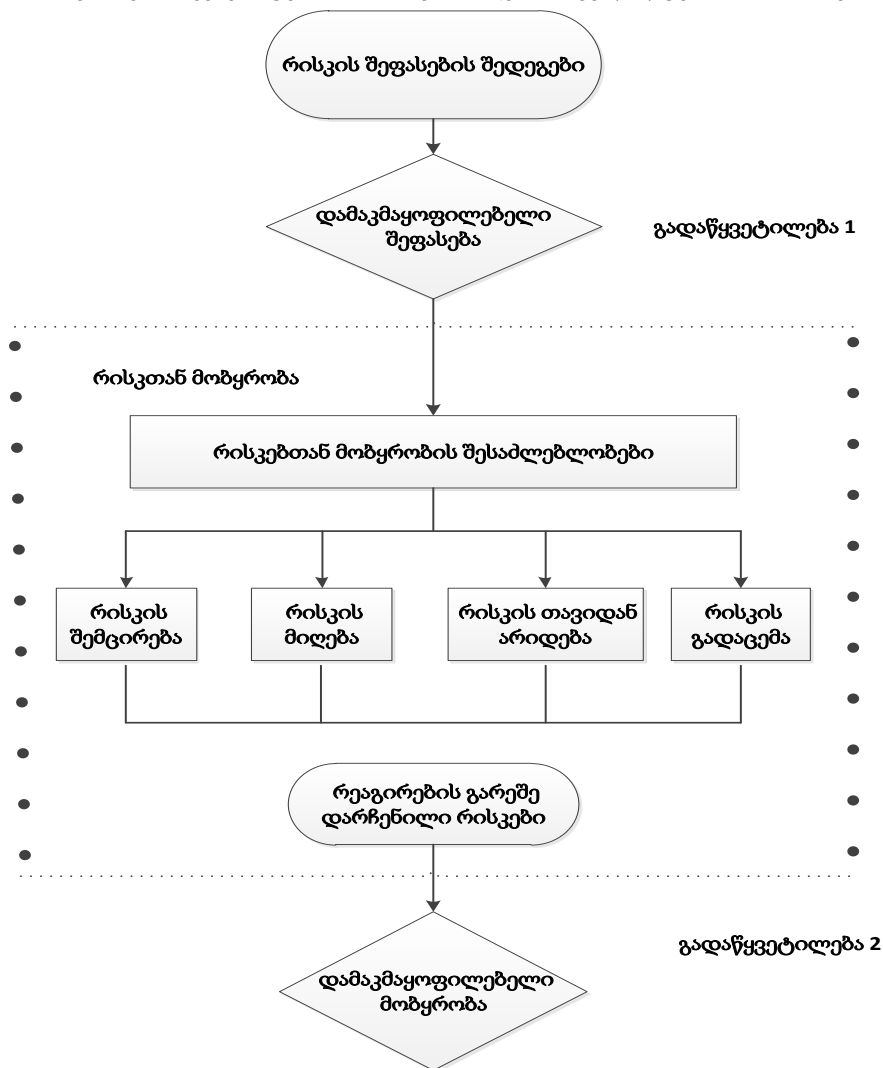 რისკის შეფასების შედეგები
დამაკმაყოფილებელი
შეფასება
გადაწყვეტილება 1
რისკთან მობყრობა
რისკებთან მობყრობის შესაძლებლობები
რისკის
შემცირება
რისკის
მიღება
რისკის თავიდან
არიდება
რისკის
გადაცემა
რეაგირების გარეშე
დარჩენილი რისკები
გადაწყვეტილება 2
დამაკმაყოფილებელი
მობყრობა